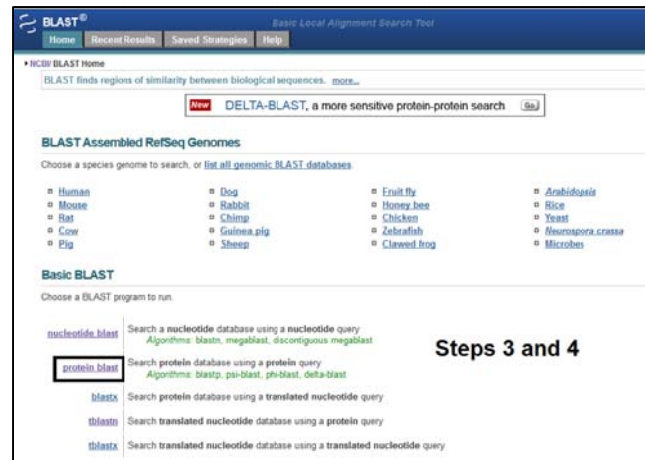 BLAST®
Basic Local Alignment Search Tool
Home Recent Results Saved Strategies Help
NCBI/ BLAST Home
BLAST finds regions of similarity between biological sequences. more...
New DELTA-BLAST, a more sensitive protein-protein search Go
BLAST Assembled RefSeq Genomes
Choose a species genome to search, or list all genomic BLAST databases.
Human Dog Fruit fly Arabidopsis
Mouse Rabbit Honey bee Rice
Rat Chimp Chicken Yeast
Cow Guinea pig Zebrafish Neurospora crassa
Pig Sheep Clawed frog Microbes
Basic BLAST
Choose a BLAST program to run.
nucleotide blast Search a nucleotide database using a nucleotide query
Algorithms: blastn, megablast, discontiguous megablast
Steps 3 and 4
protein blast Search protein database using a protein query
Algorithms: blastp, psi-blast, phi-blast, delta-blast
blastx Search protein database using a translated nucleotide query
tblastn Search translated nucleotide database using a protein query
tblastx Search translated nucleotide database using a translated nucleotide query